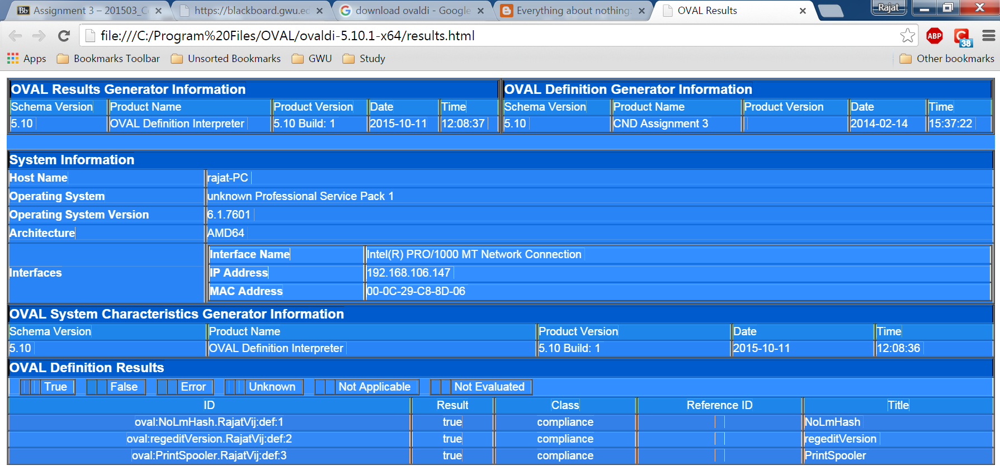 Assignment 3 – 201503_C
https://blackboard.gwu.ed
download ovaldi - Google
Everything about nothing:
OVAL Results
Rajat
file:///C:/Program%20Files/OVAL/ovaldi-5.10.1-x64/results.html
ABP
38
Apps Bookmarks Toolbar Unsorted Bookmarks GWU Study Other bookmarks
OVAL Results Generator Information
Schema Version Product Name Product Version Date Time
5.10 OVAL Definition Interpreter 5.10 Build: 1 2015-10-11 12:08:37
OVAL Definition Generator Information
Schema Version Product Name Product Version Date Time
5.10 CND Assignment 3 2014-02-14 15:37:22
System Information
Host Name rajat-PC
Operating System unknown Professional Service Pack 1
Operating System Version 6.1.7601
Architecture AMD64
Interfaces
Interface Name Intel(R) PRO/1000 MT Network Connection
IP Address 192.168.106.147
MAC Address 00-0C-29-C8-8D-06
OVAL System Characteristics Generator Information
Schema Version Product Name Product Version Date Time
5.10 OVAL Definition Interpreter 5.10 Build: 1 2015-10-11 12:08:36
OVAL Definition Results
True False Error Unknown Not Applicable Not Evaluated
ID Result Class Reference ID Title
oval:NoLmHash.RajatVij:def:1 true compliance NoLmHash
oval:regeditVersion.RajatVij:def:2 true compliance regeditVersion
oval:PrintSpooler.RajatVij:def:3 true compliance PrintSpooler